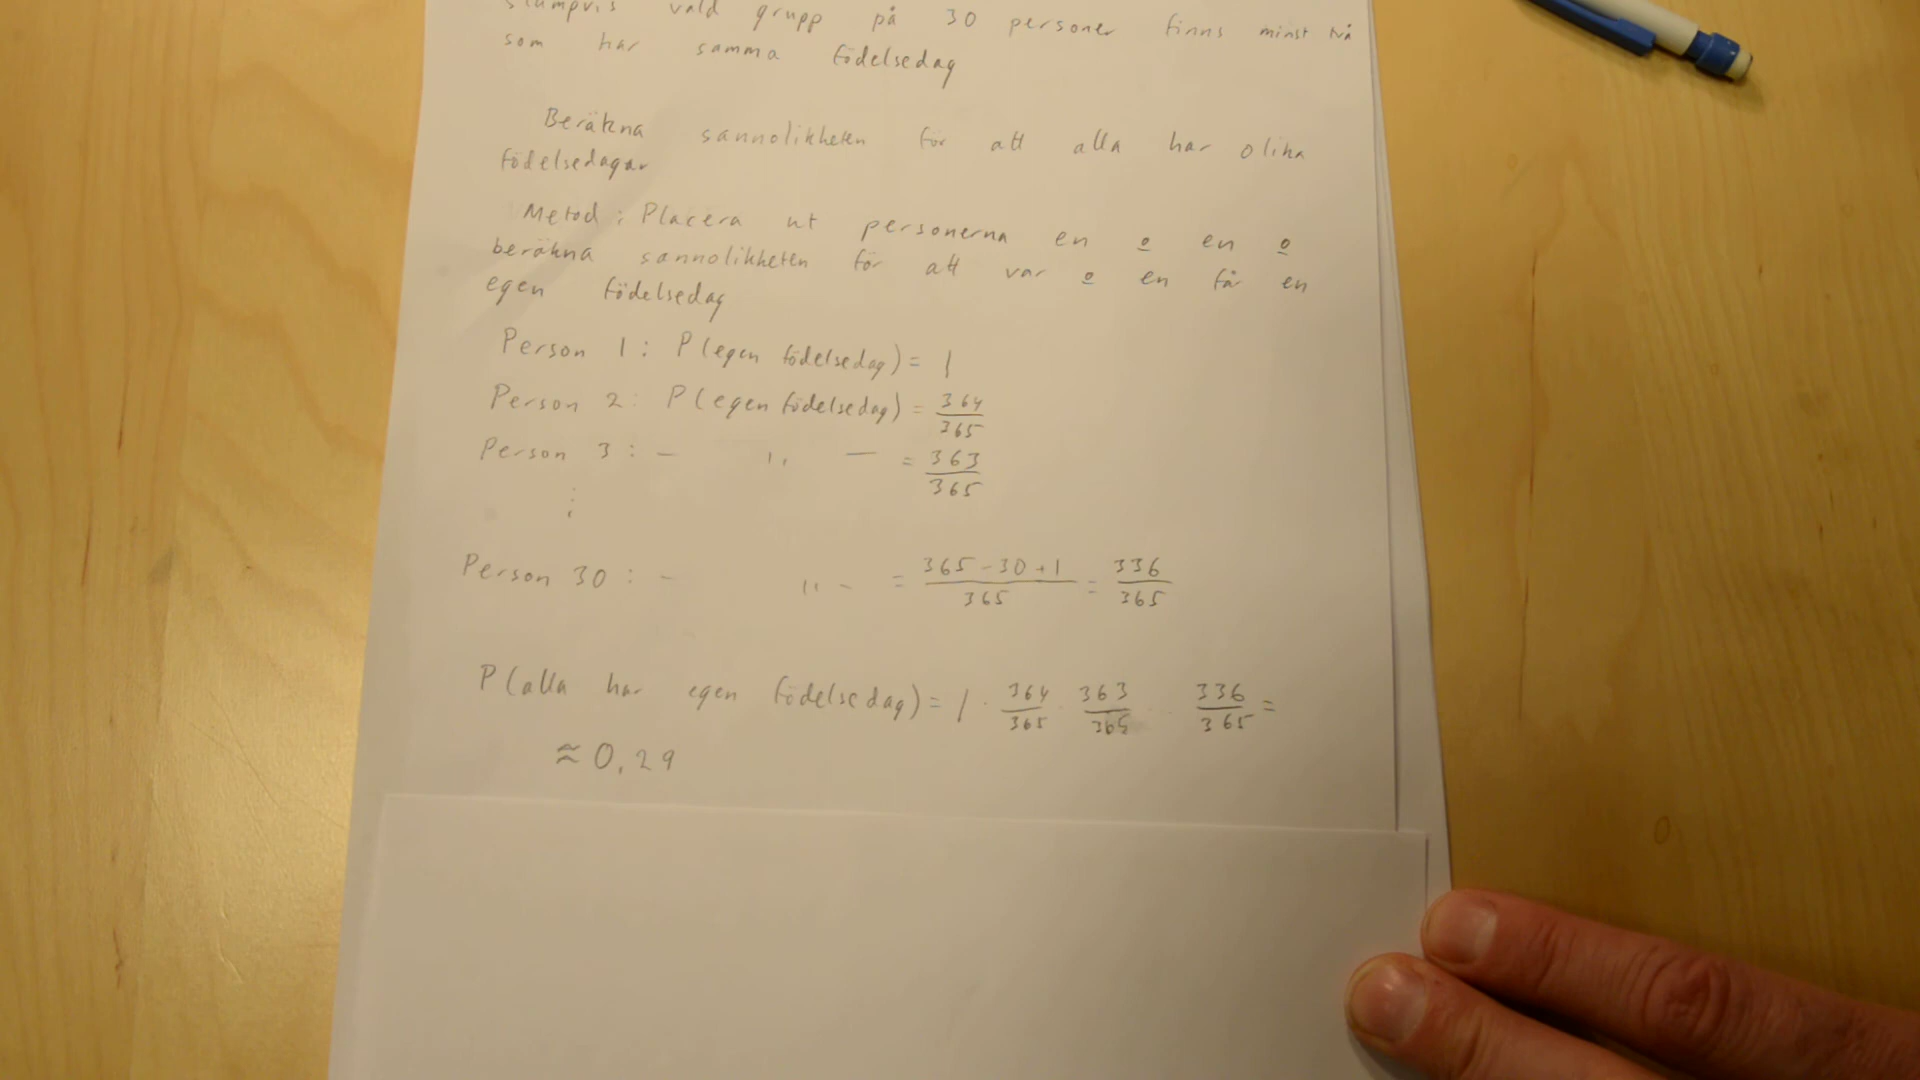 slumpvis vald grupp på 30 personer finns minst två
som har samma födelsedag
Beräkna sannolikheten för att alla har olika
födelsedagar
Metod: Placera ut personerna en o en o
beräkna sannolikheten för att var o en får en
egen födelsedag
Person 1: P(egen födelsedag) = 1
Person 2: P(egen födelsedag) = 364/365
Person 3: – ,, – = 363/365
⋮
Person 30: – ,, – = (365-30+1)/365 = 336/365
P(alla har egen födelsedag) = 1 · 364/365 · 363/365 ... 336/365 =
≈ 0,29